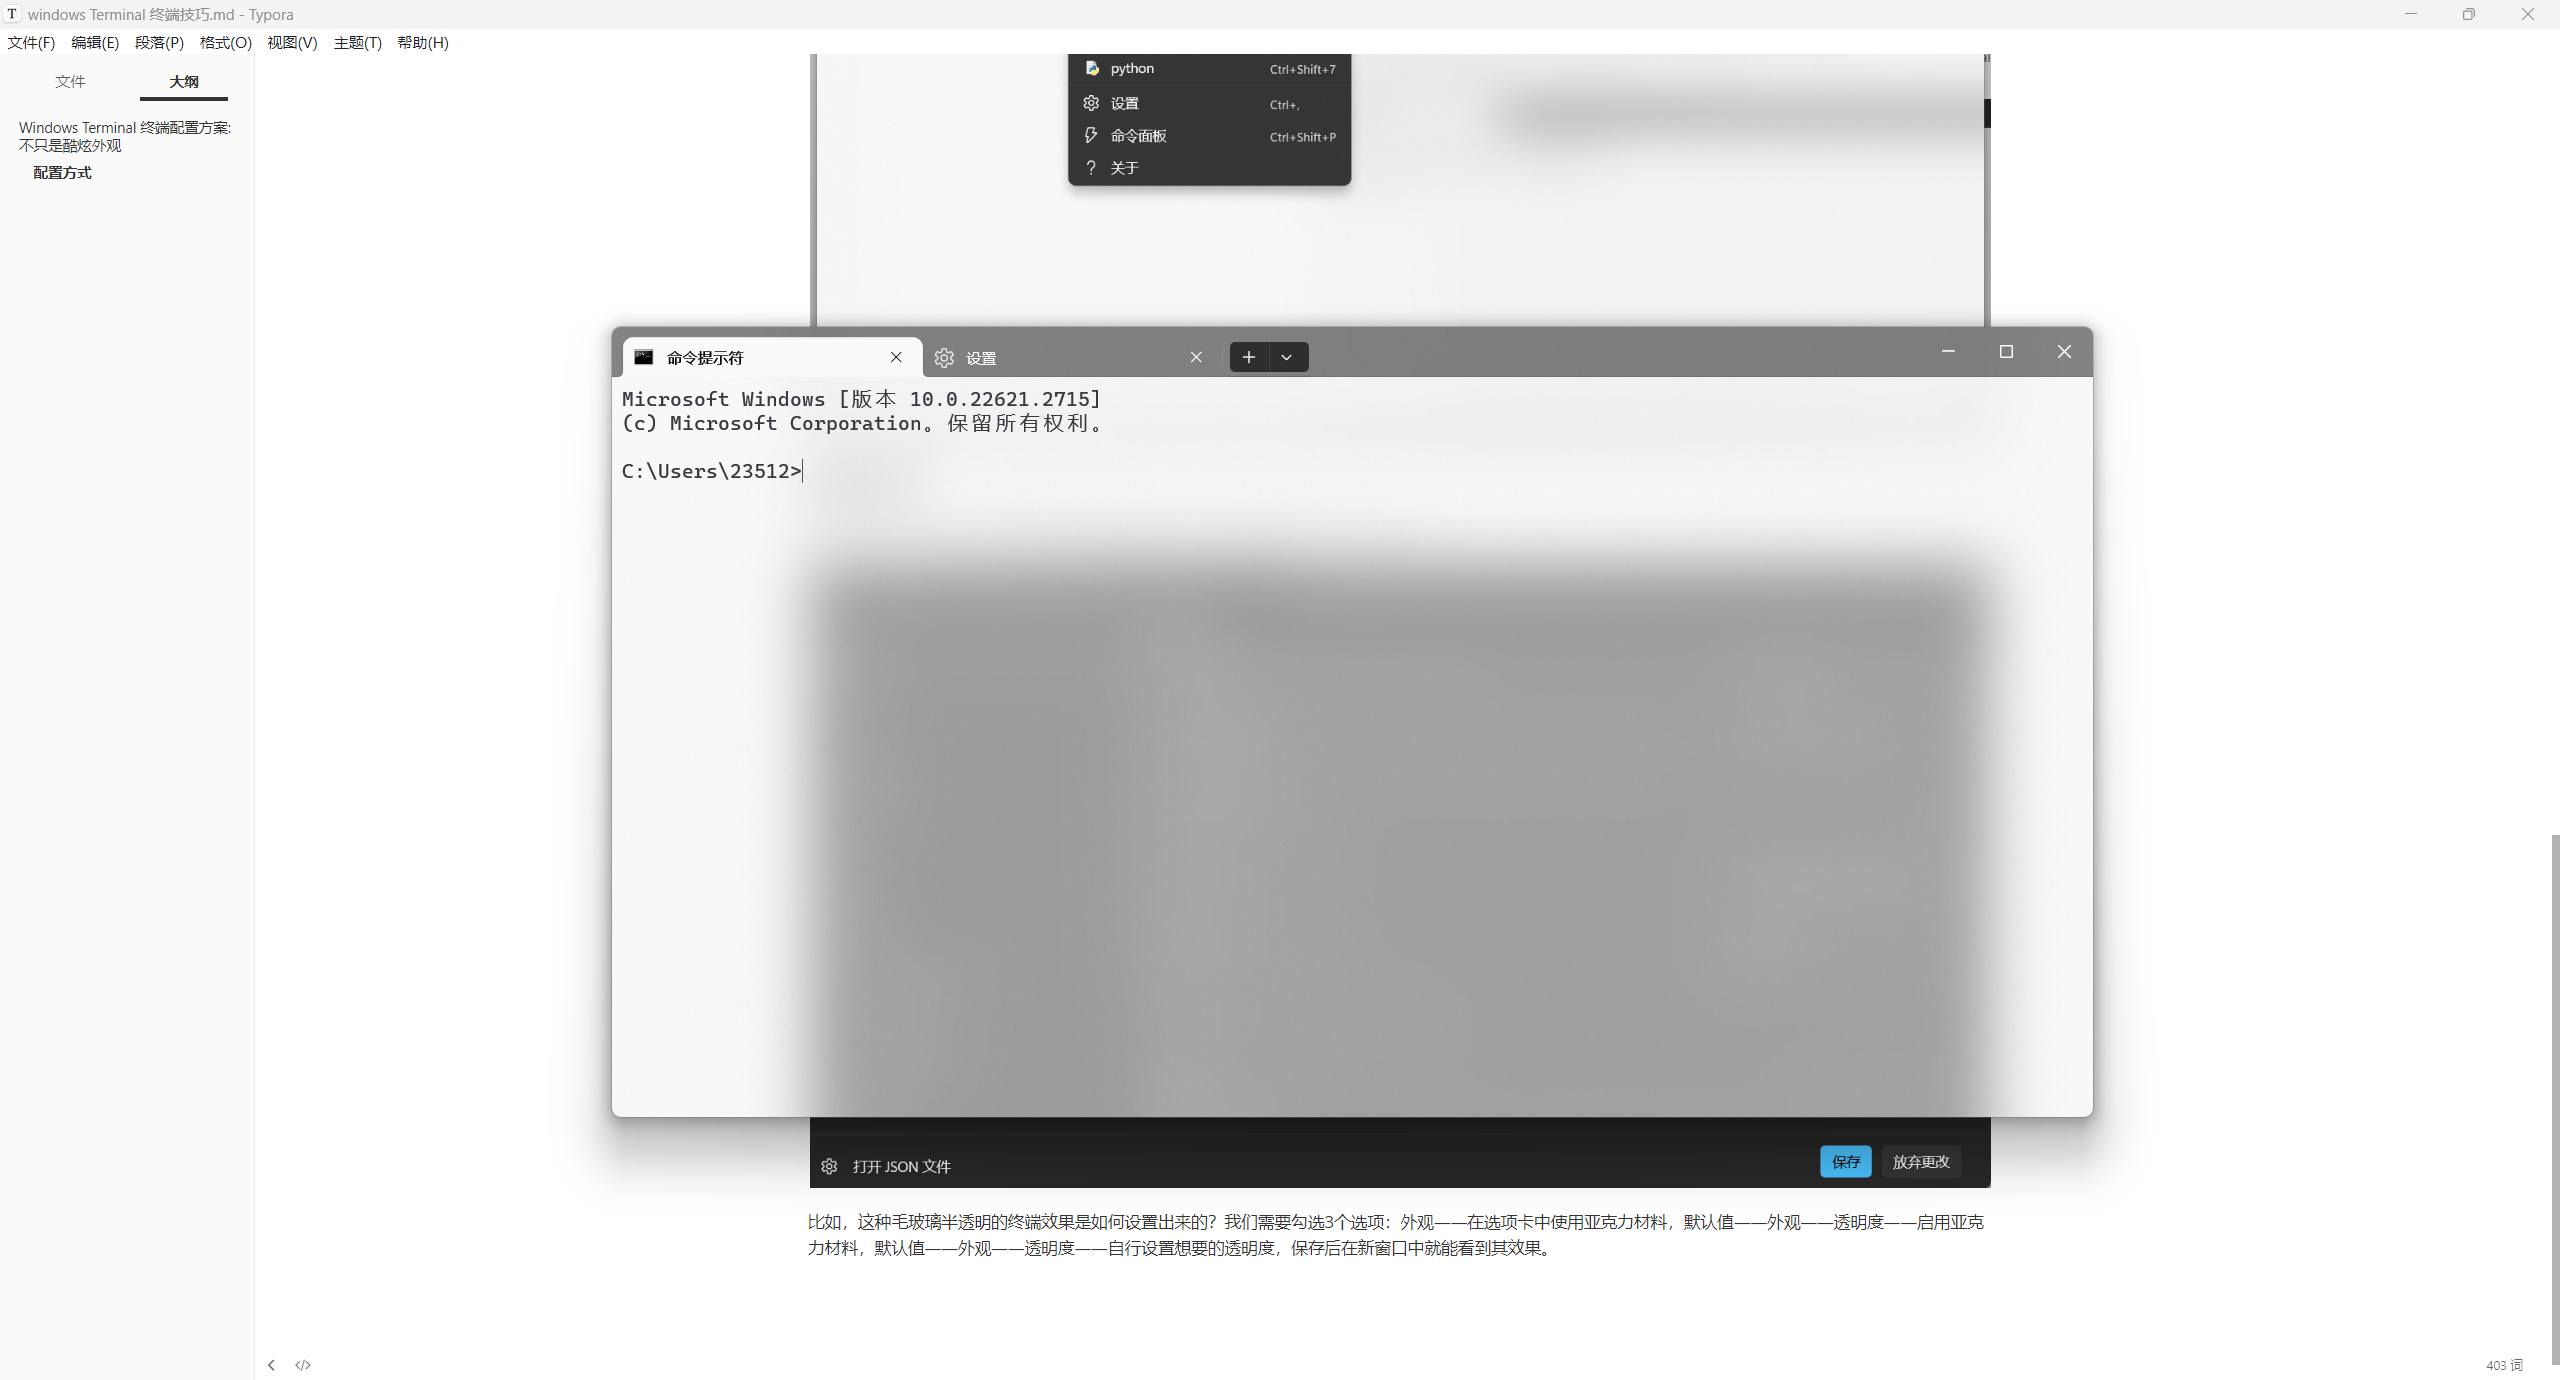 windows Terminal 终端技巧.md - Typora
文件(F) 编辑(E) 段落(P) 格式(O) 视图(V) 主题(T) 帮助(H)
文件 大纲
Windows Terminal 终端配置方案:
不只是酷炫外观
配置方式
python Ctrl+Shift+7
设置 Ctrl+,
命令面板 Ctrl+Shift+P
关于
命令提示符 设置
Microsoft Windows [版本 10.0.22621.2715]
(c) Microsoft Corporation。保留所有权利。
C:\Users\23512>
打开 JSON 文件 保存 放弃更改
比如，这种毛玻璃半透明的终端效果是如何设置出来的？我们需要勾选3个选项：外观——在选项卡中使用亚克力材料，默认值——外观——透明度——启用亚克
力材料，默认值——外观——透明度——自行设置想要的透明度，保存后在新窗口中就能看到其效果。
403 词